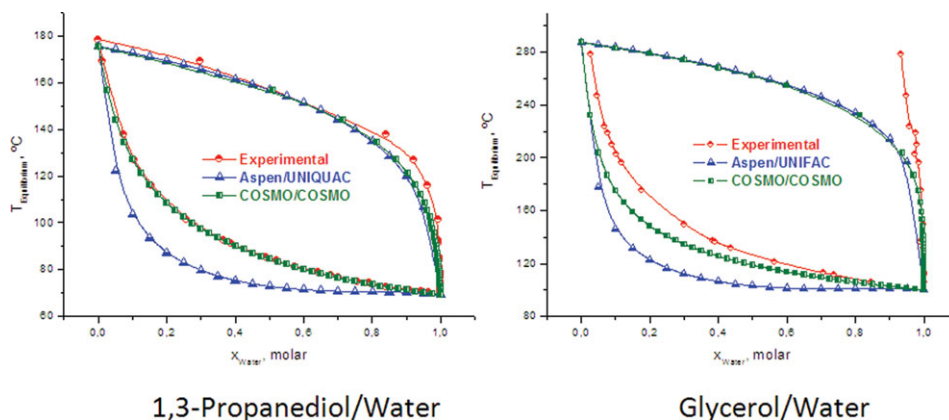 180
160
140
120
100
80
60
T Equilibrium, ºC
Experimental
Aspen/UNIQUAC
COSMO/COSMO
0,0 0,2 0,4 0,6 0,8 1,0
x Water, molar
1,3-Propanediol/Water
280
240
200
160
120
80
T Equilibrium, ºC
Experimental
Aspen/UNIFAC
COSMO/COSMO
0,0 0,2 0,4 0,6 0,8 1,0
x Water, molar
Glycerol/Water